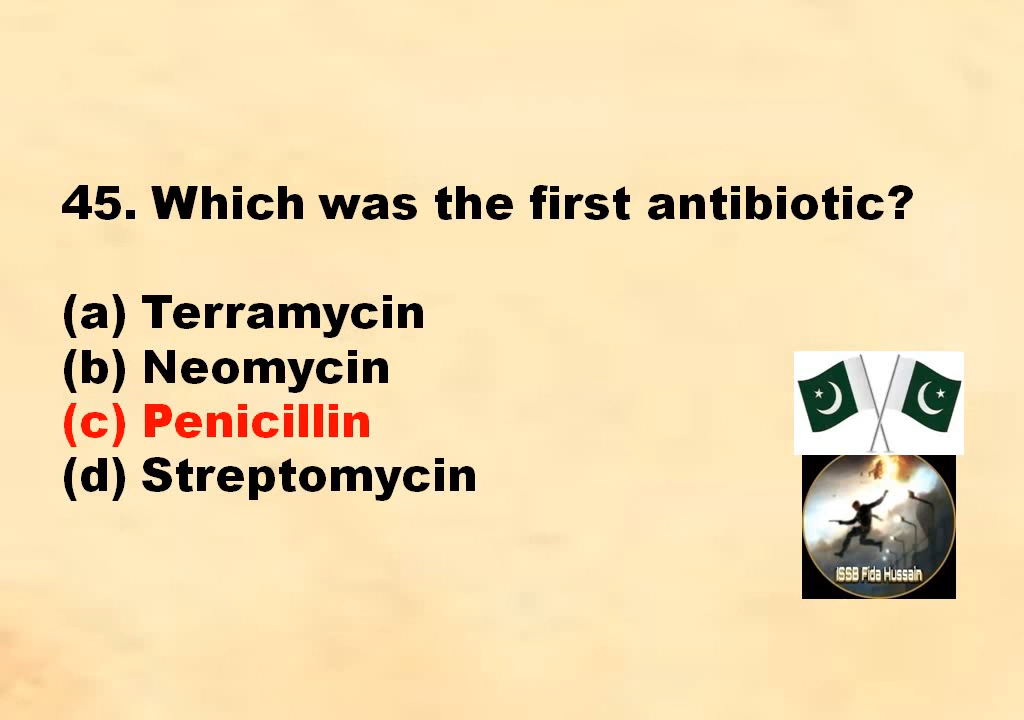 45. Which was the first antibiotic?
(a) Terramycin
(b) Neomycin
(c) Penicillin
(d) Streptomycin
ISSB Fida Hussain